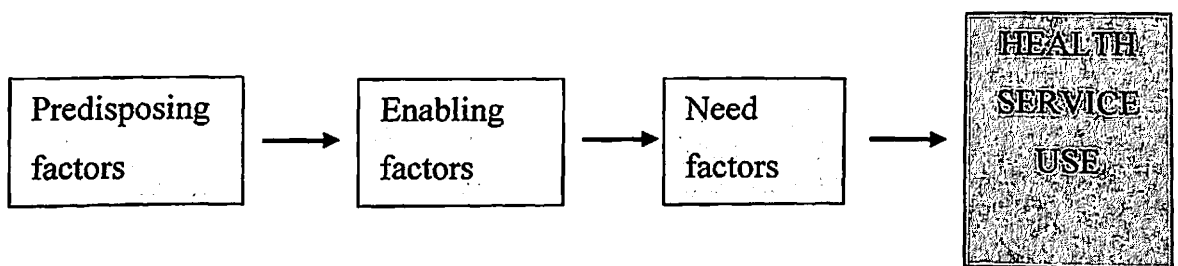 Predisposing
factors
Enabling
factors
Need
factors
HEALTH
SERVICE
USE